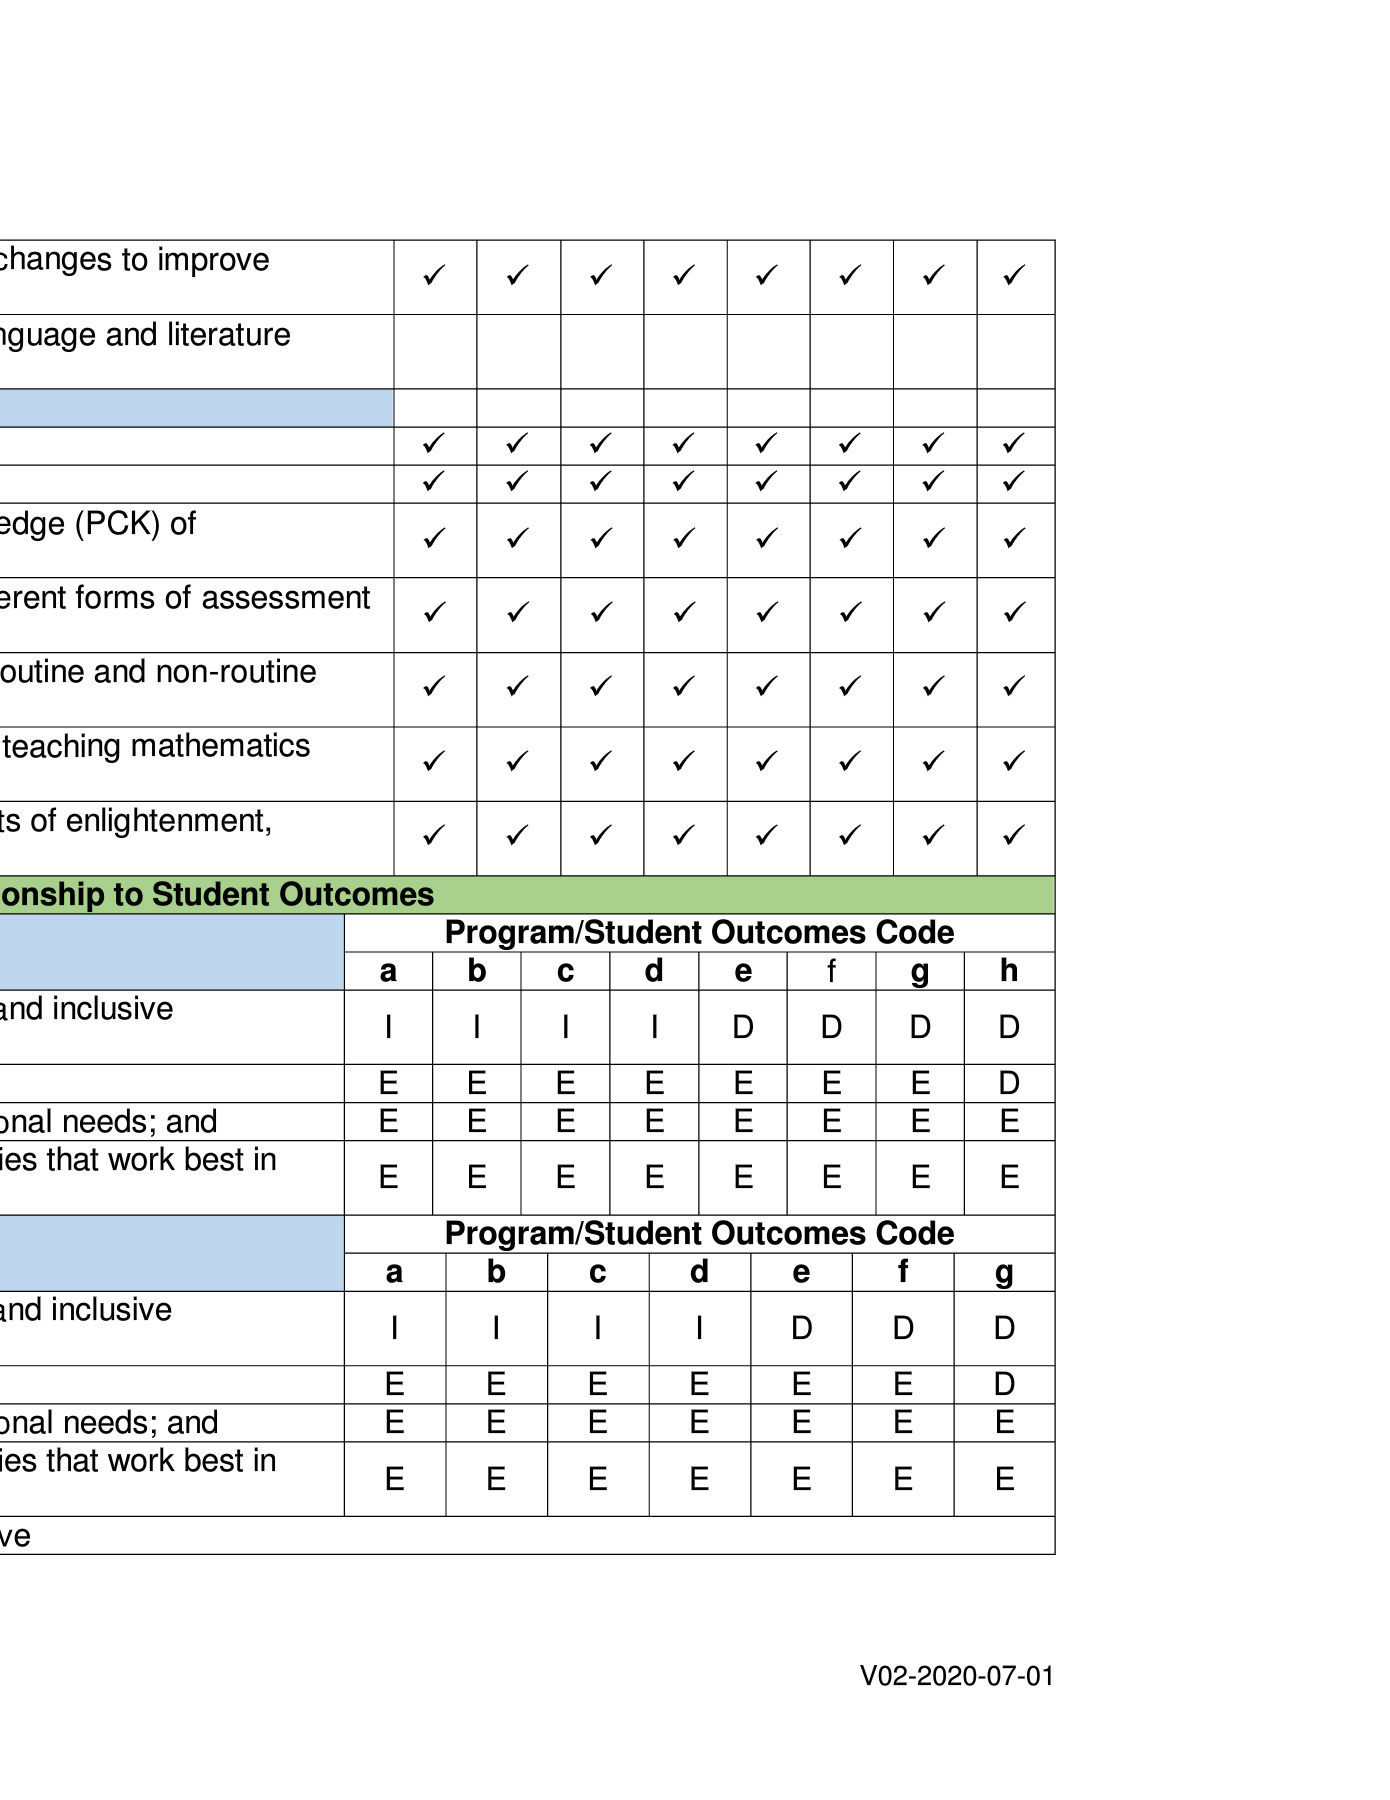 changes to improve ✓ ✓ ✓ ✓ ✓ ✓ ✓ ✓
nguage and literature
✓ ✓ ✓ ✓ ✓ ✓ ✓ ✓
✓ ✓ ✓ ✓ ✓ ✓ ✓ ✓
edge (PCK) of ✓ ✓ ✓ ✓ ✓ ✓ ✓ ✓
erent forms of assessment ✓ ✓ ✓ ✓ ✓ ✓ ✓ ✓
outine and non-routine ✓ ✓ ✓ ✓ ✓ ✓ ✓ ✓
teaching mathematics ✓ ✓ ✓ ✓ ✓ ✓ ✓ ✓
ts of enlightenment, ✓ ✓ ✓ ✓ ✓ ✓ ✓ ✓
onship to Student Outcomes
Program/Student Outcomes Code
a b c d e f g h
and inclusive I I I I D D D D
E E E E E E E D
onal needs; and E E E E E E E E
ies that work best in E E E E E E E E
Program/Student Outcomes Code
a b c d e f g
and inclusive I I I I D D D
E E E E E E D
onal needs; and E E E E E E E
ies that work best in E E E E E E E
ve
V02-2020-07-01